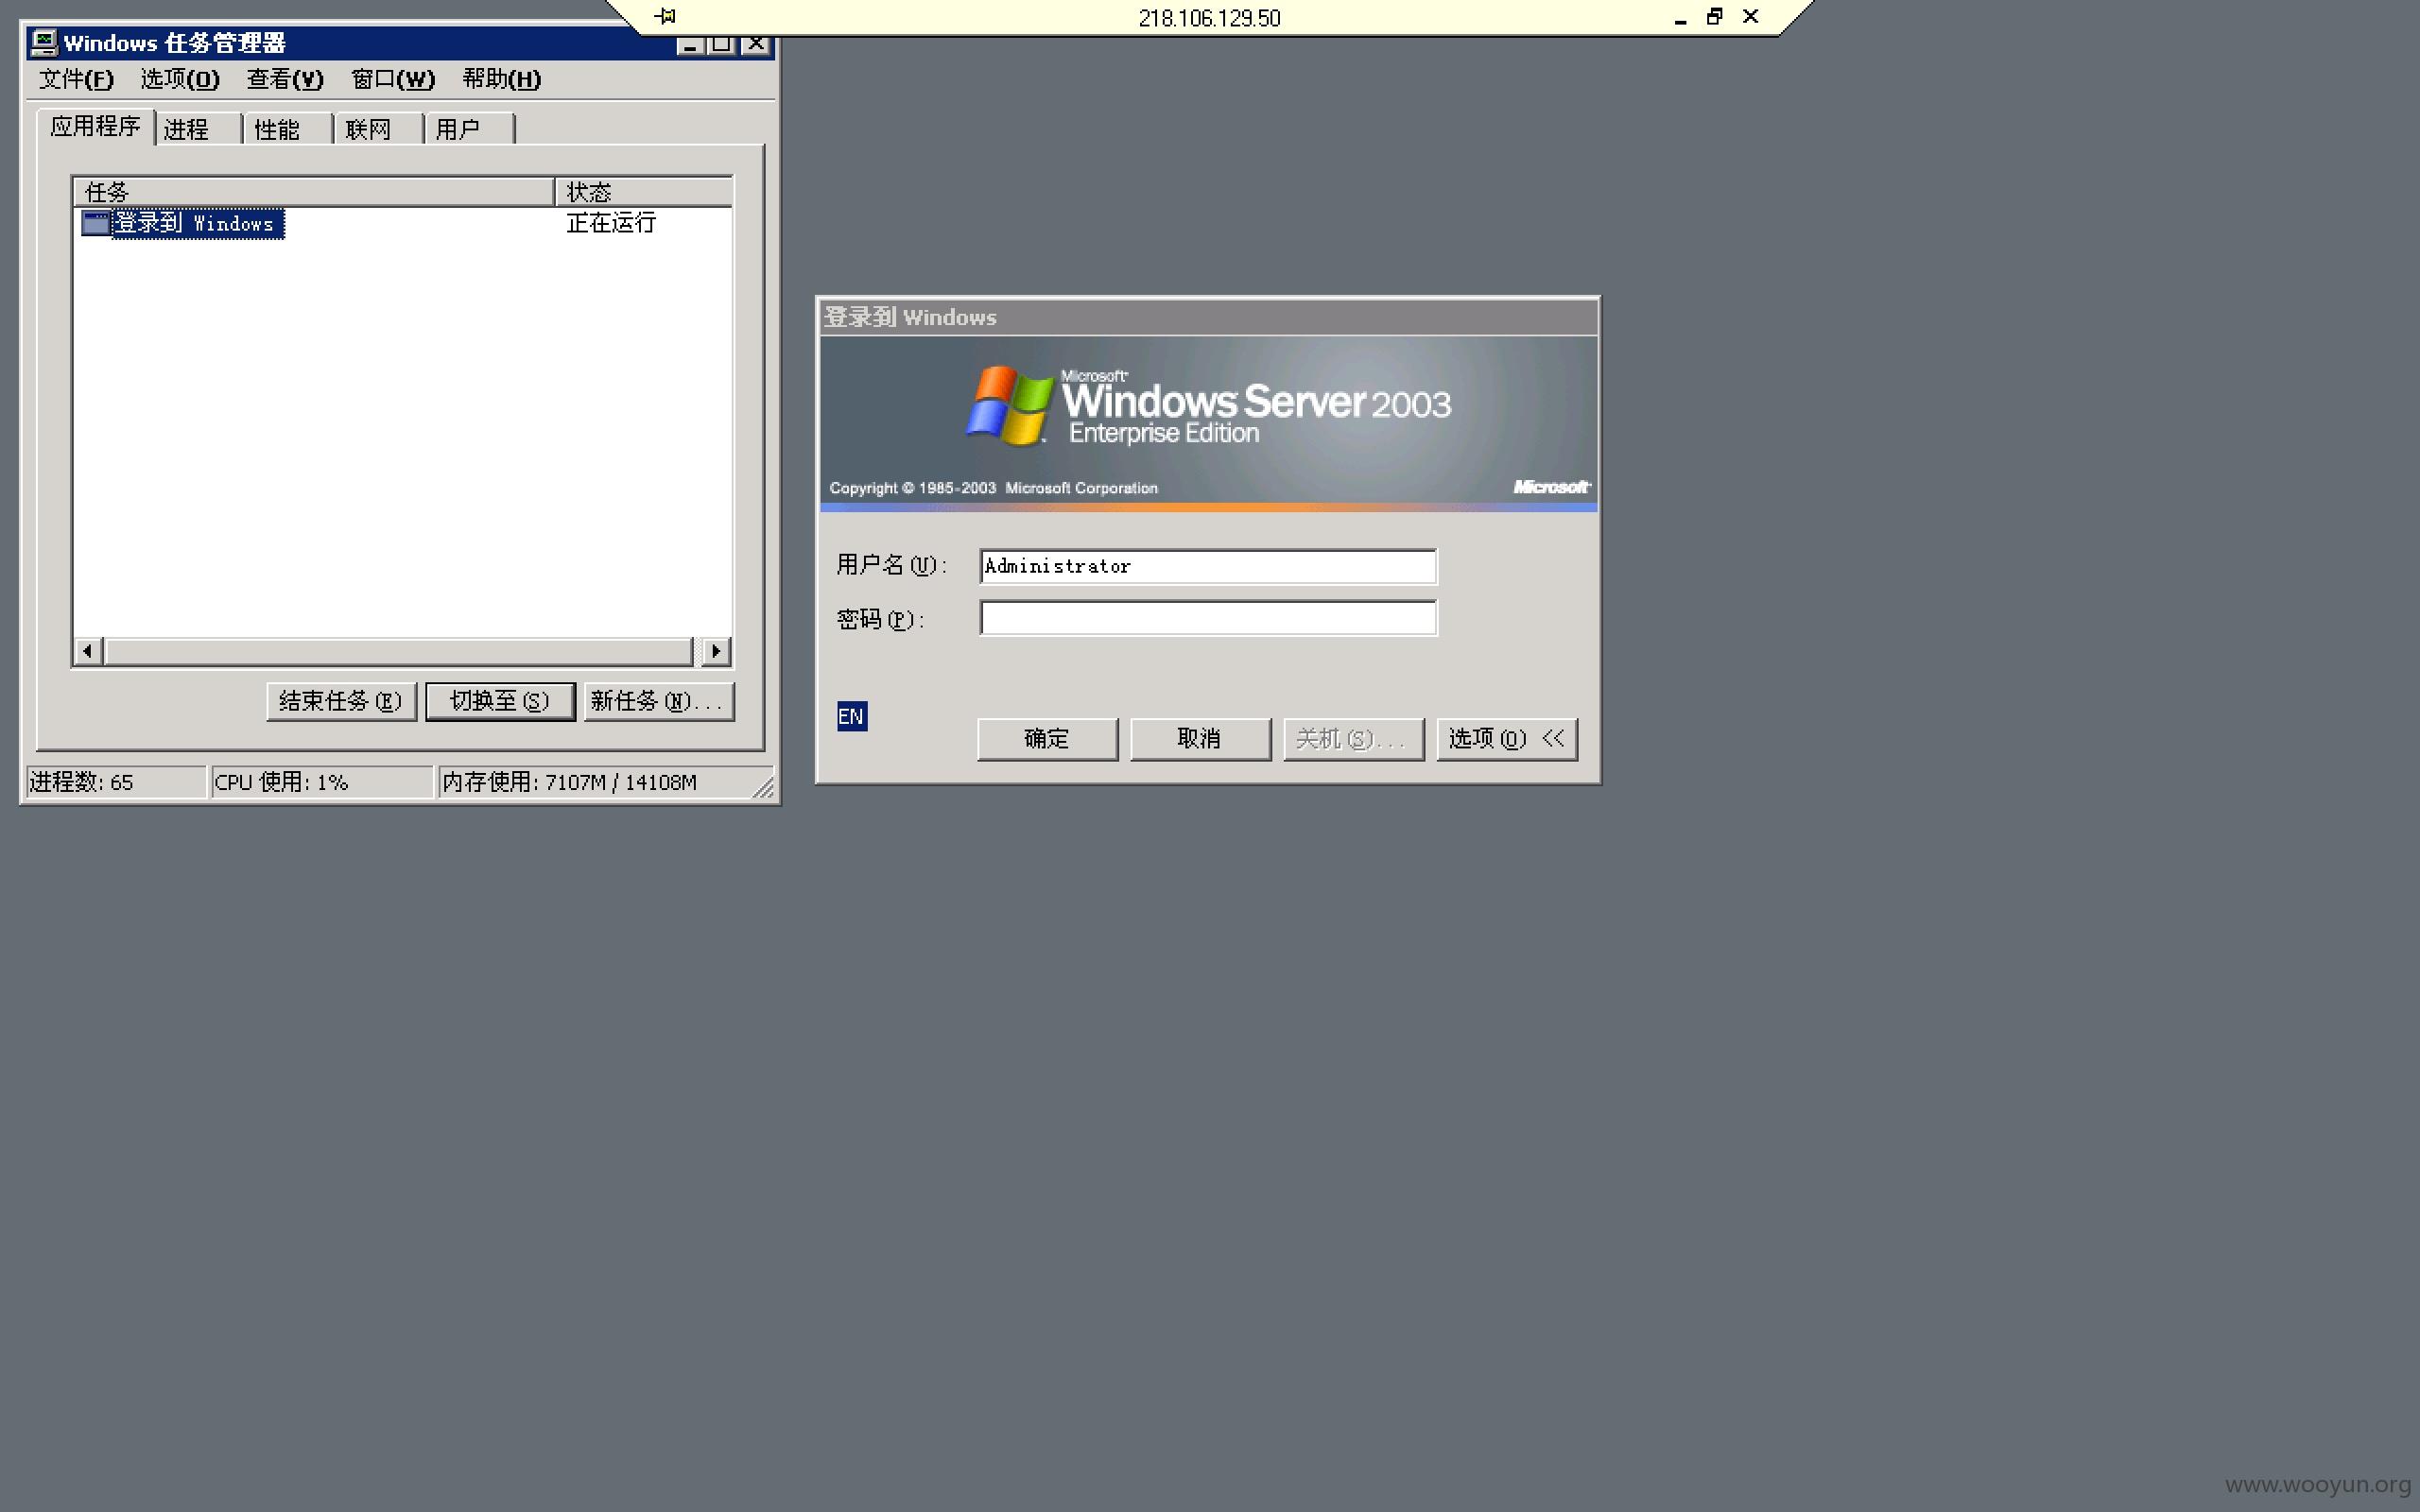 218.106.129.50
Windows 任务管理器
文件(F) 选项(O) 查看(V) 窗口(W) 帮助(H)
应用程序 进程 性能 联网 用户
任务 状态
登录到 Windows 正在运行
结束任务(E) 切换至(S) 新任务(N)...
进程数: 65 CPU 使用: 1% 内存使用: 7107M / 14108M
登录到 Windows
Microsoft
Windows Server 2003
Enterprise Edition
Copyright © 1985-2003 Microsoft Corporation Microsoft
用户名(U): Administrator
密码(P):
EN
确定 取消 关机(S)... 选项(O) <<
www.wooyun.org